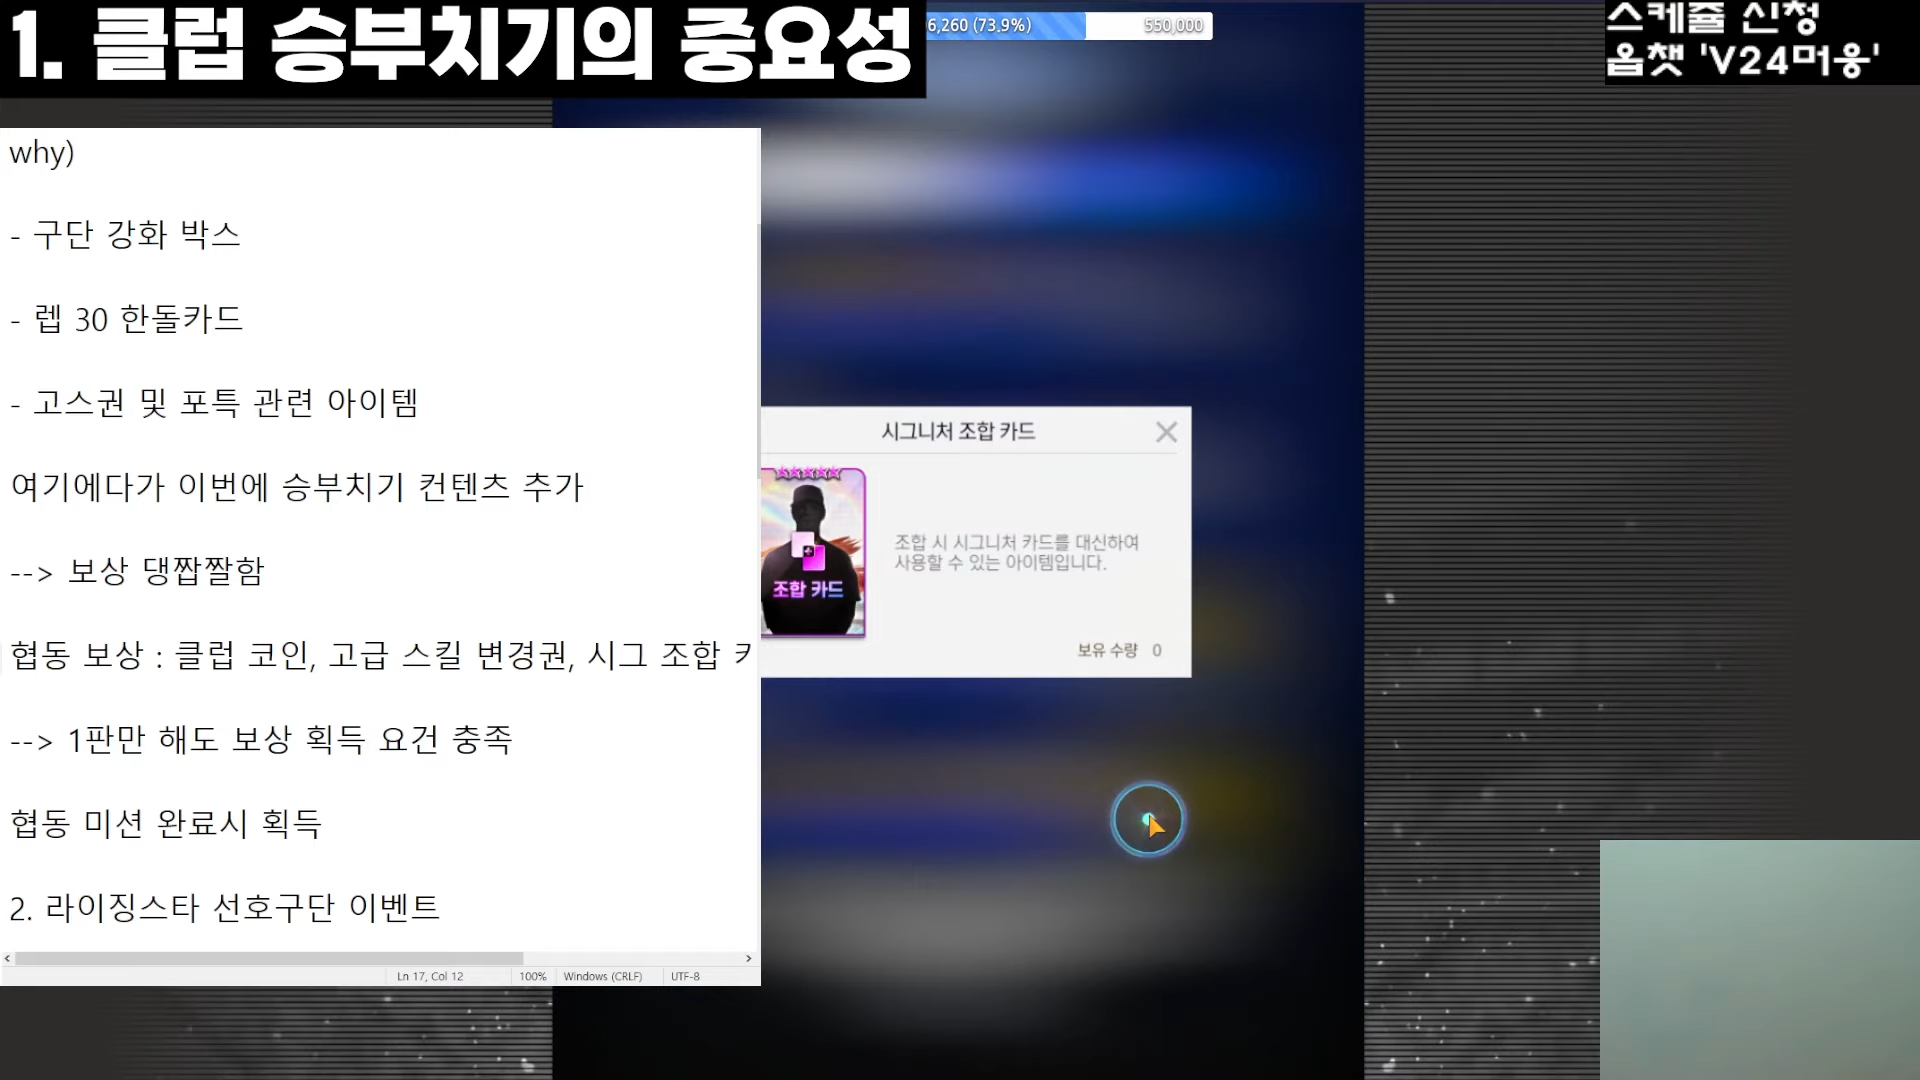 1. 클럽 승부치기의 중요성
6,260 (73.9%)
550,000
스케쥴 신청
옵챗 'V24머웅'
why)
- 구단 강화 박스
- 렙 30 한돌카드
- 고스권 및 포특 관련 아이템
여기에다가 이번에 승부치기 컨텐츠 추가
--> 보상 댕짭짤함
협동 보상 : 클럽 코인, 고급 스킬 변경권, 시그 조합
--> 1판만 해도 보상 획득 요건 충족
협동 미션 완료시 획득
2. 라이징스타 선호구단 이벤트
Ln 17, Col 12
100%
Windows (CRLF)
UTF-8
시그니처 조합 카드
조합 카드
조합 시 시그니처 카드를 대신하여
사용할 수 있는 아이템입니다.
보유 수량 0